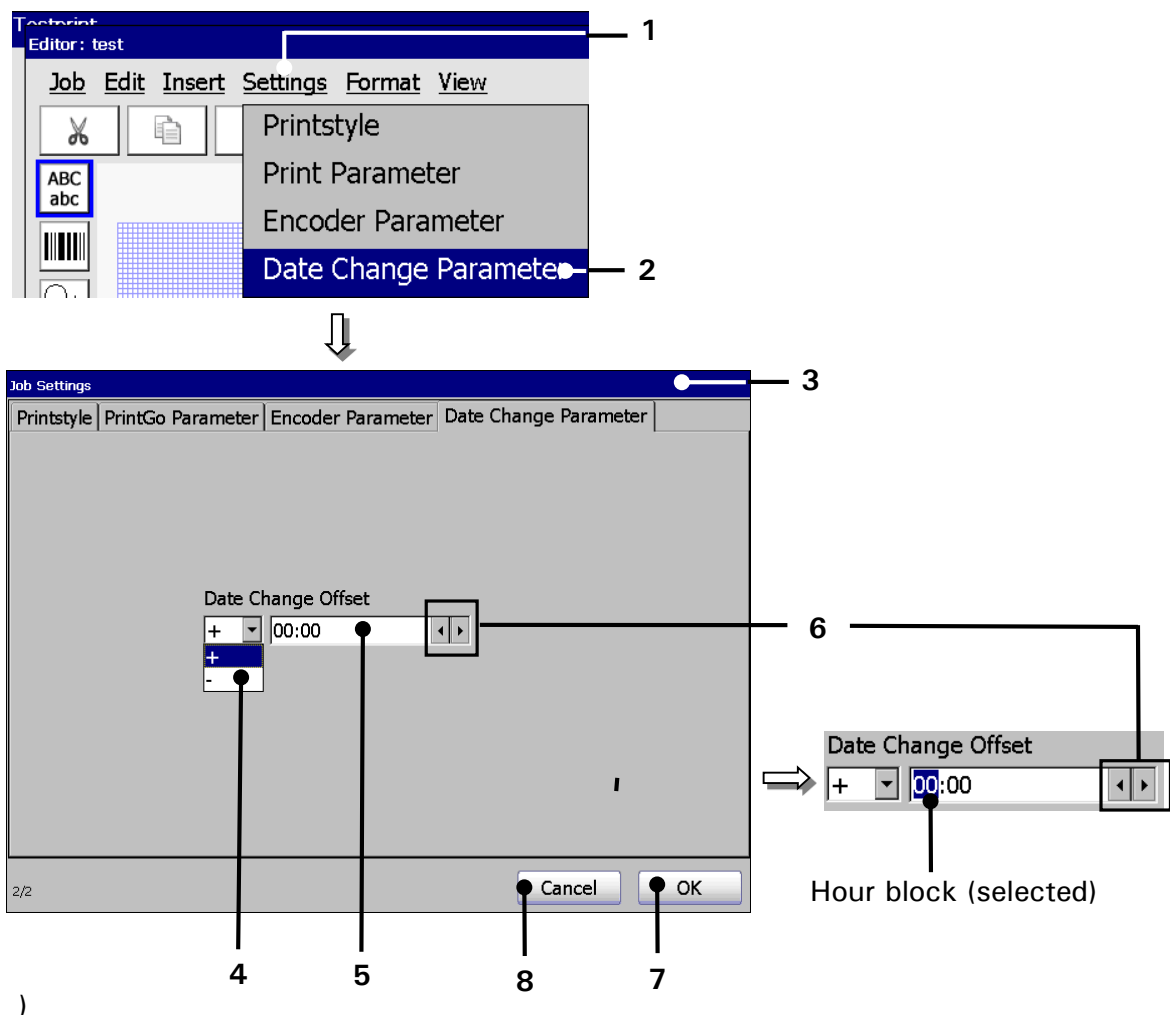 Testprint
1
Editor: test
Job Edit Insert Settings Format View
Printstyle
ABC
abc
Print Parameter
Encoder Parameter
Date Change Parameter
2
Job Settings
3
Printstyle PrintGo Parameter Encoder Parameter Date Change Parameter
Date Change Offset
+ 00:00
+
-
6
Date Change Offset
+ 00:00
2/2
Cancel OK
Hour block (selected)
4 5 8 7
)